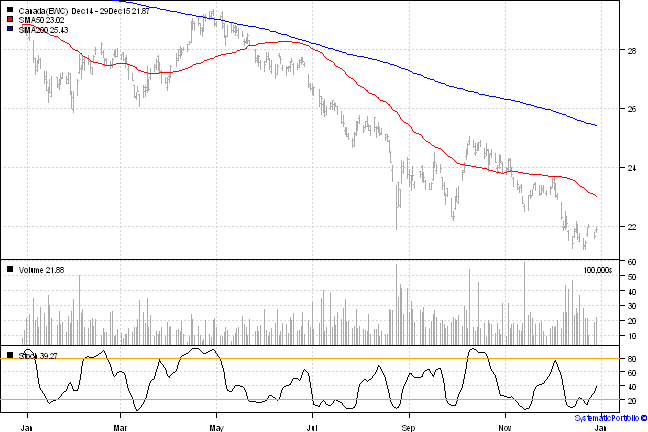 Canada(EWC) Dec14 - 29Dec15 21.87
SMA50 23.02
SMA200 25.43
28
26
24
22
Volume 21.88
60
100,000s
50
40
30
20
10
Stoch 39.27
80
60
40
20
Jan Mar May Jul Sep Nov Jan
SystematicPortfolio ©